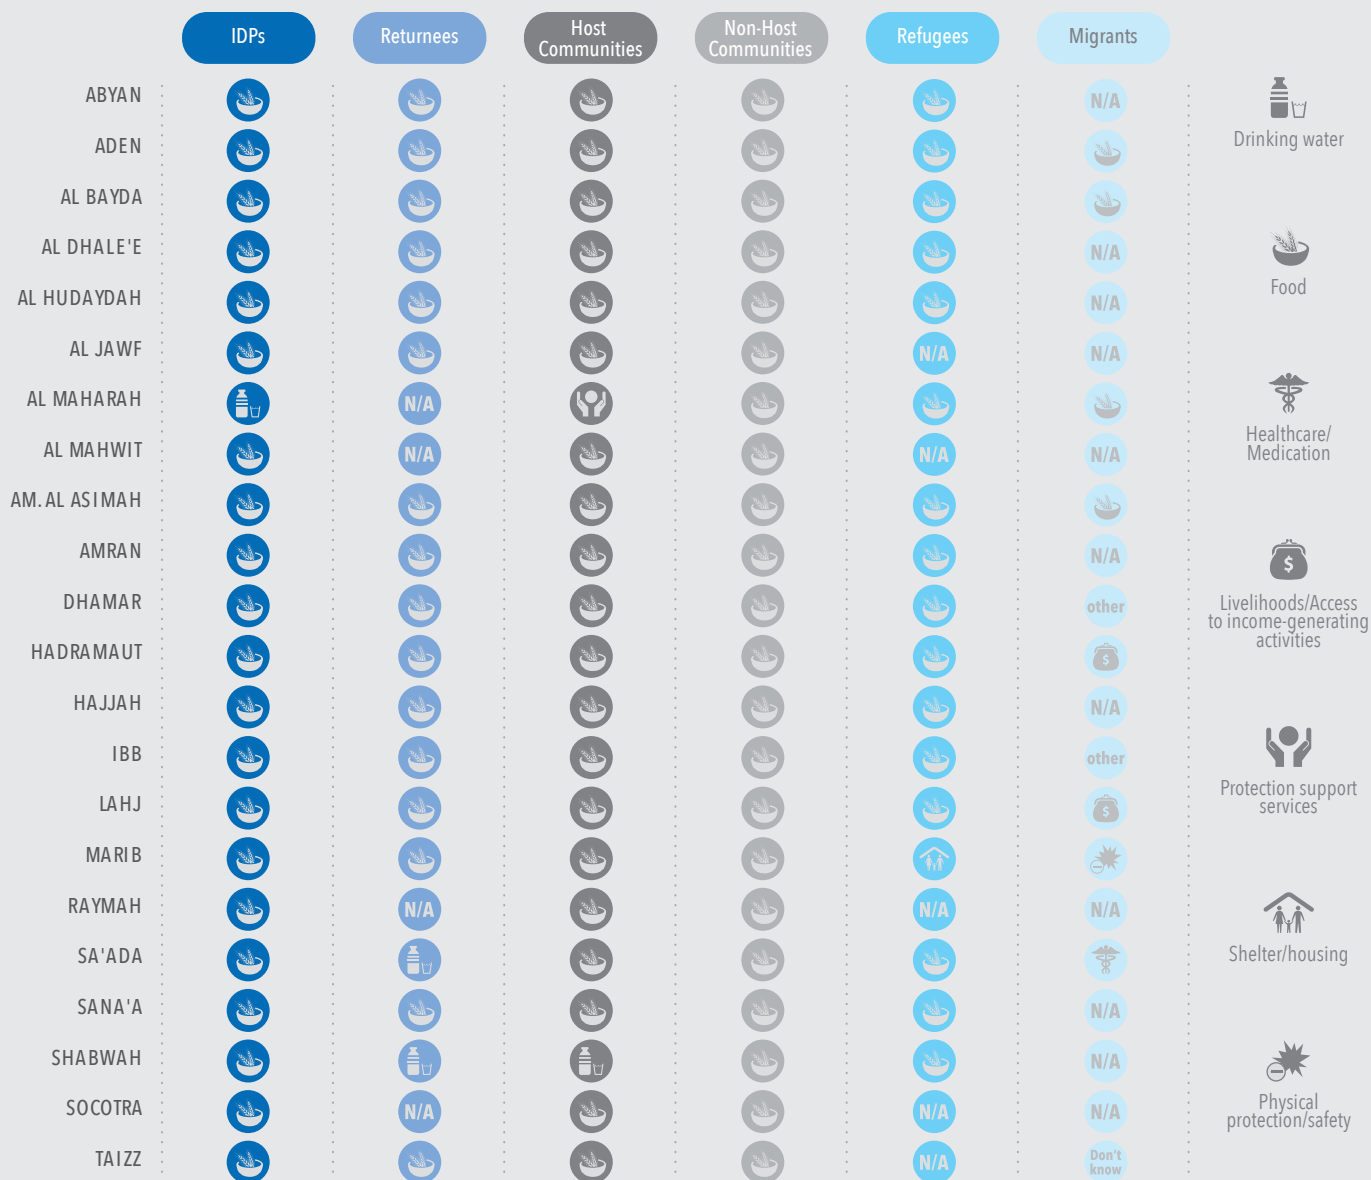 IDPs
Returnees
Host
Communities
Non-Host
Communities
Refugees
Migrants
ABYAN
N/A
Drinking water
ADEN
AL BAYDA
AL DHALE'E
N/A
Food
AL HUDAYDAH
N/A
AL JAWF
N/A
N/A
AL MAHARAH
N/A
Healthcare/
Medication
AL MAHWIT
N/A
N/A
N/A
AM. AL ASIMAH
AMRAN
N/A
$
DHAMAR
other
Livelihoods/Access
to income-generating
activities
HADRAMAUT
$
HAJJAH
N/A
IBB
other
Protection support
services
LAHJ
$
MARIB
RAYMAH
N/A
N/A
N/A
SA'ADA
Shelter/housing
SANA'A
N/A
SHABWAH
N/A
SOCOTRA
N/A
N/A
N/A
Physical
protection/safety
TAIZZ
N/A
Don't
know